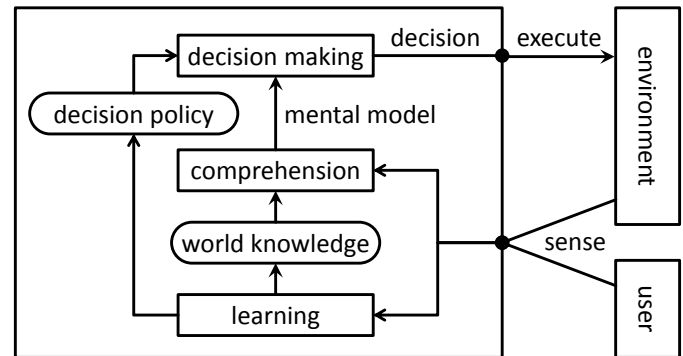 decision making
decision
execute
environment
decision policy
mental model
comprehension
world knowledge
sense
learning
user